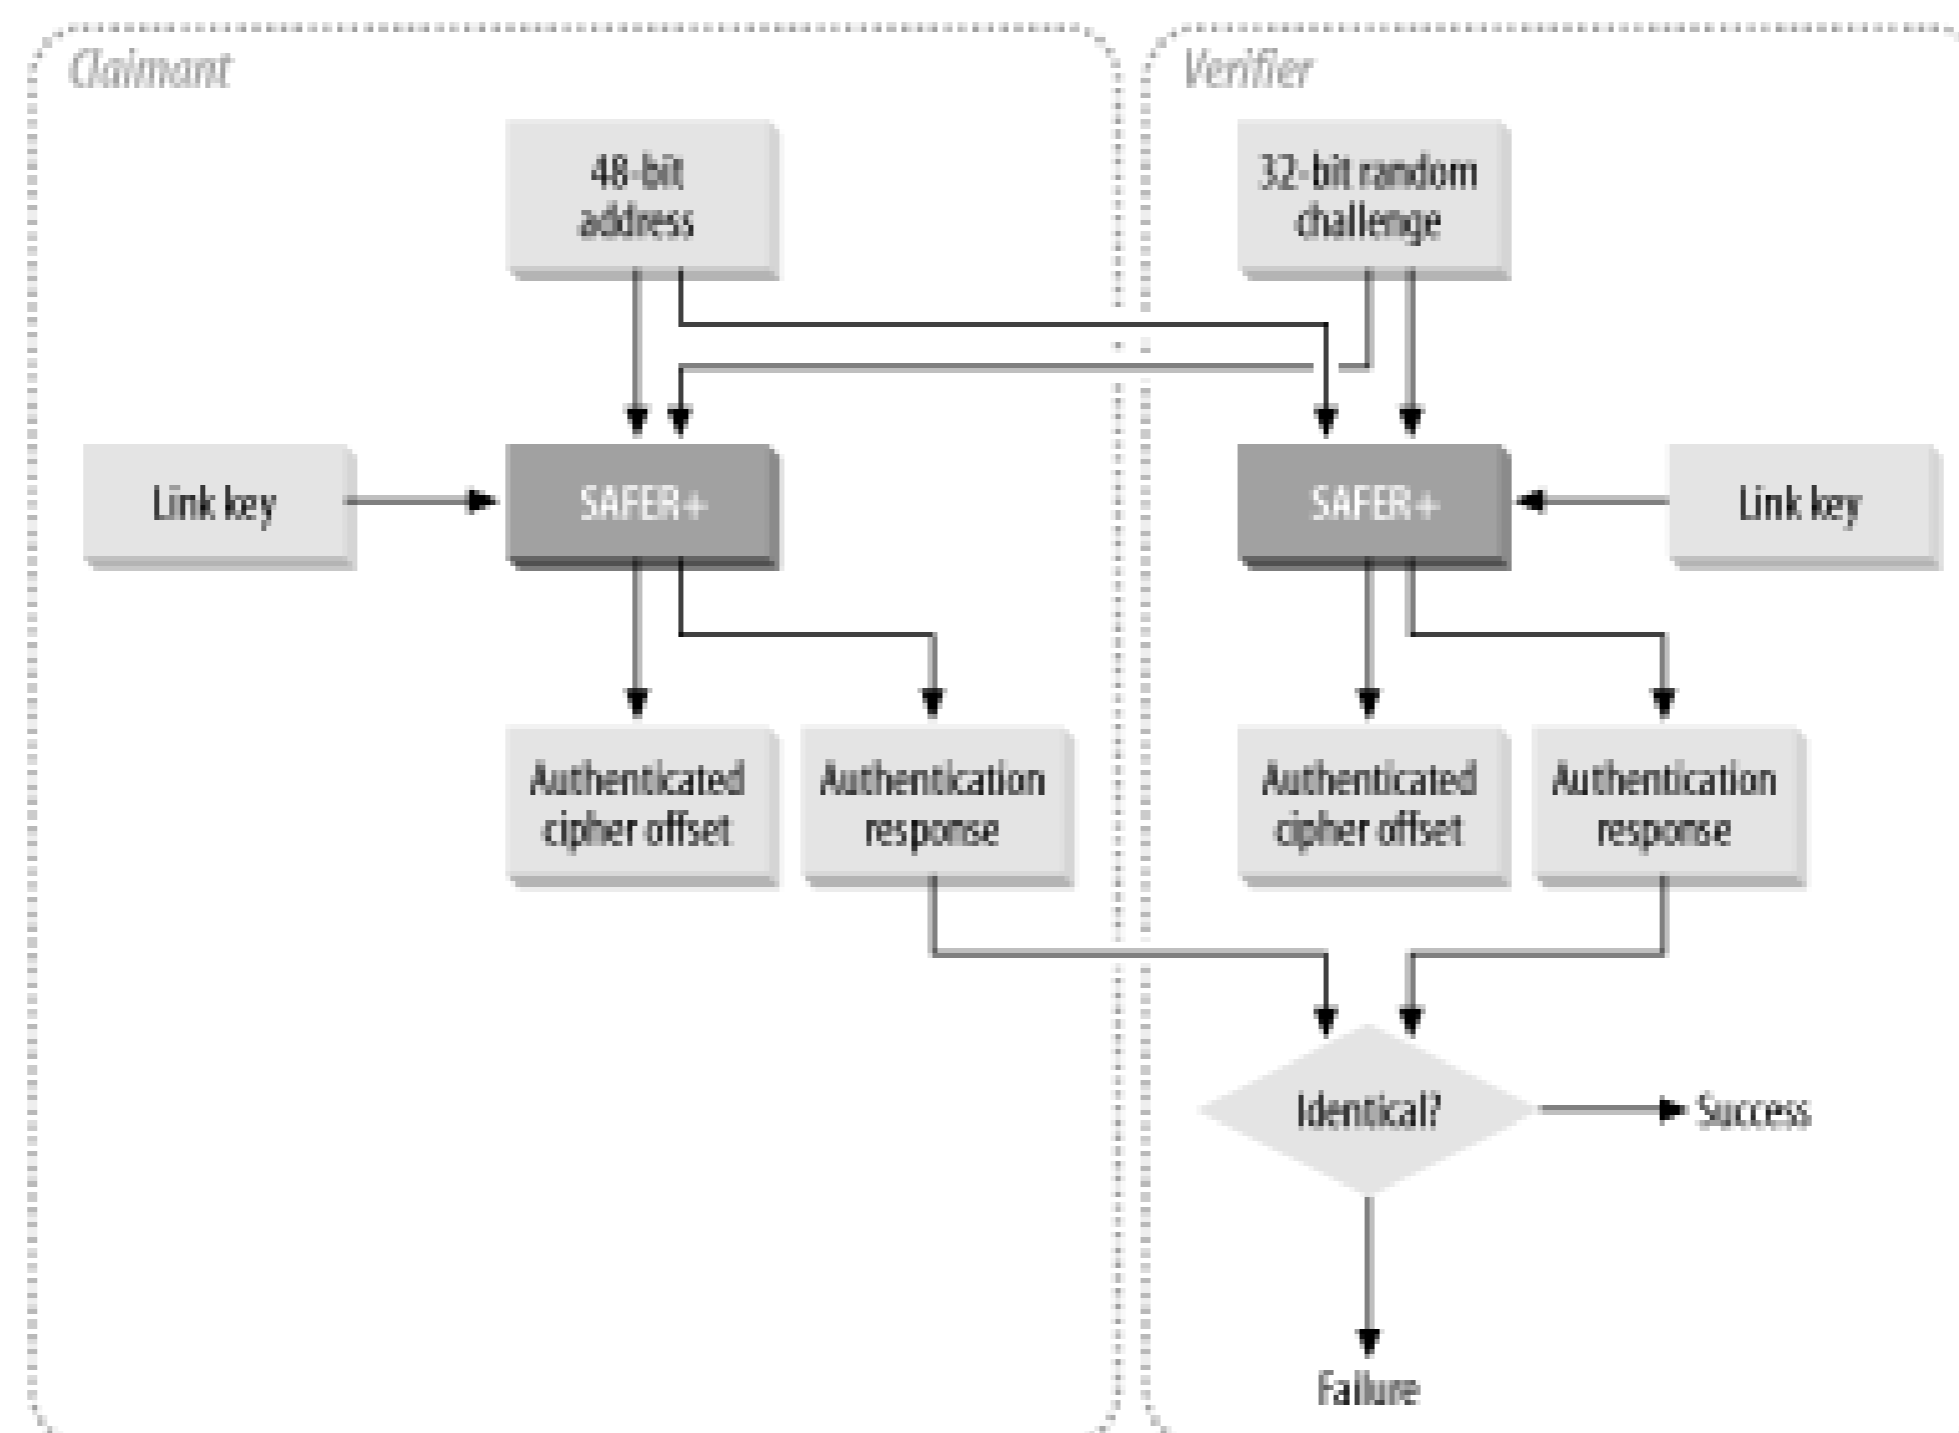 Claimant
Verifier
48-bit
address
32-bit random
challenge
Link key
SAFER+
SAFER+
Link key
Authenticated
cipher offset
Authentication
response
Authenticated
cipher offset
Authentication
response
Identical?
Success
Failure